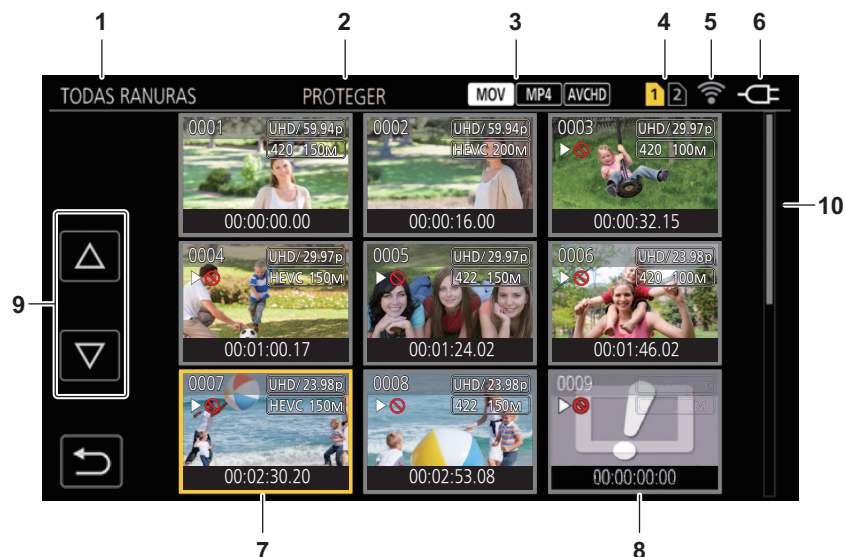 1 2 3 4 5 6
TODAS RANURAS PROTEGER MOV MP4 AVCHD 1 2
0001 UHD/59.94p 420 150M
00:00:00.00
0002 UHD/59.94p HEVC 200M
00:00:16.00
0003 UHD/29.97p 420 100M
00:00:32.15
10
0004 UHD/29.97p HEVC 150M
00:01:00.17
0005 UHD/29.97p 422 150M
00:01:24.02
0006 UHD/23.98p 420 100M
00:01:46.02
9
0007 UHD/23.98p HEVC 150M
00:02:30.20
0008 UHD/23.98p 422 150M
00:02:53.08
0009
00:00:00:00
7 8